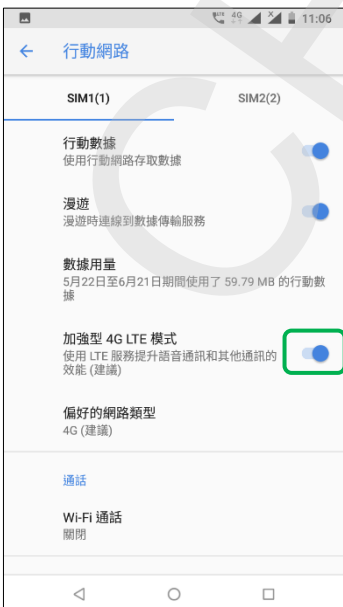 LTE 4G 11:06
行動網路
SIM1(1) SIM2(2)
行動數據
使用行動網路存取數據
漫遊
漫遊時連線到數據傳輸服務
數據用量
5月22日至6月21日期間使用了 59.79 MB 的行動數
據
加強型 4G LTE 模式
使用 LTE 服務提升語音通訊和其他通訊的
效能 (建議)
偏好的網路類型
4G (建議)
通話
Wi-Fi 通話
關閉